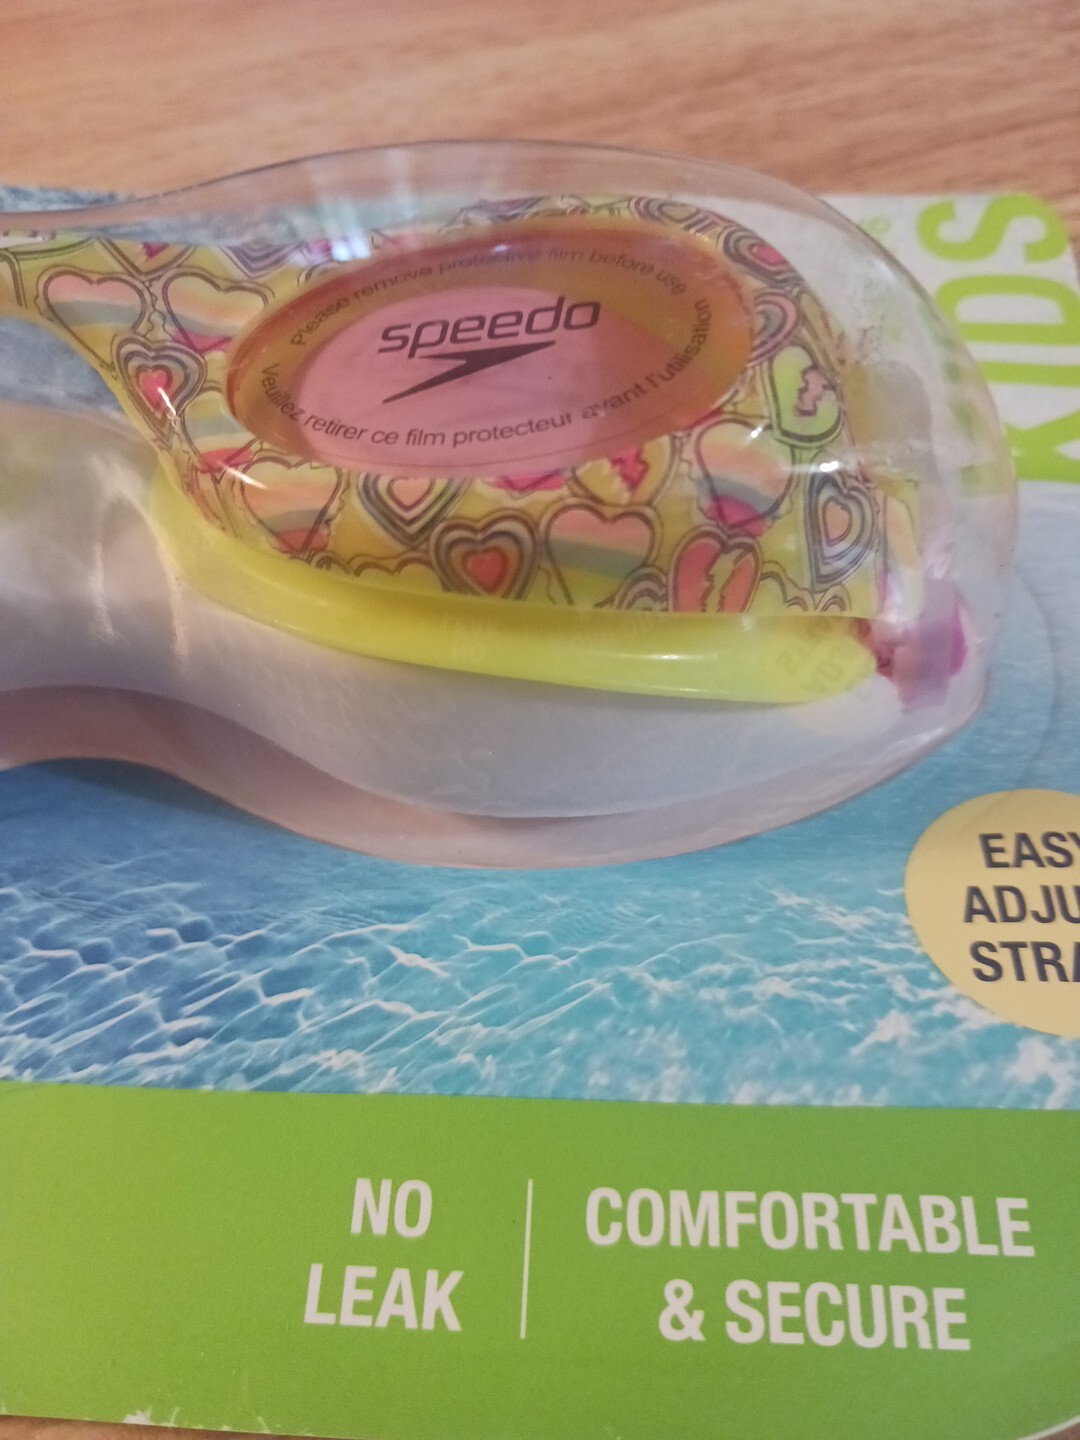 KIDS
Please remove protective film before use
speedo
Veuillez retirer ce film protecteur avant l'utilisation
EASY
ADJU
STRA
NO
LEAK
COMFORTABLE
& SECURE